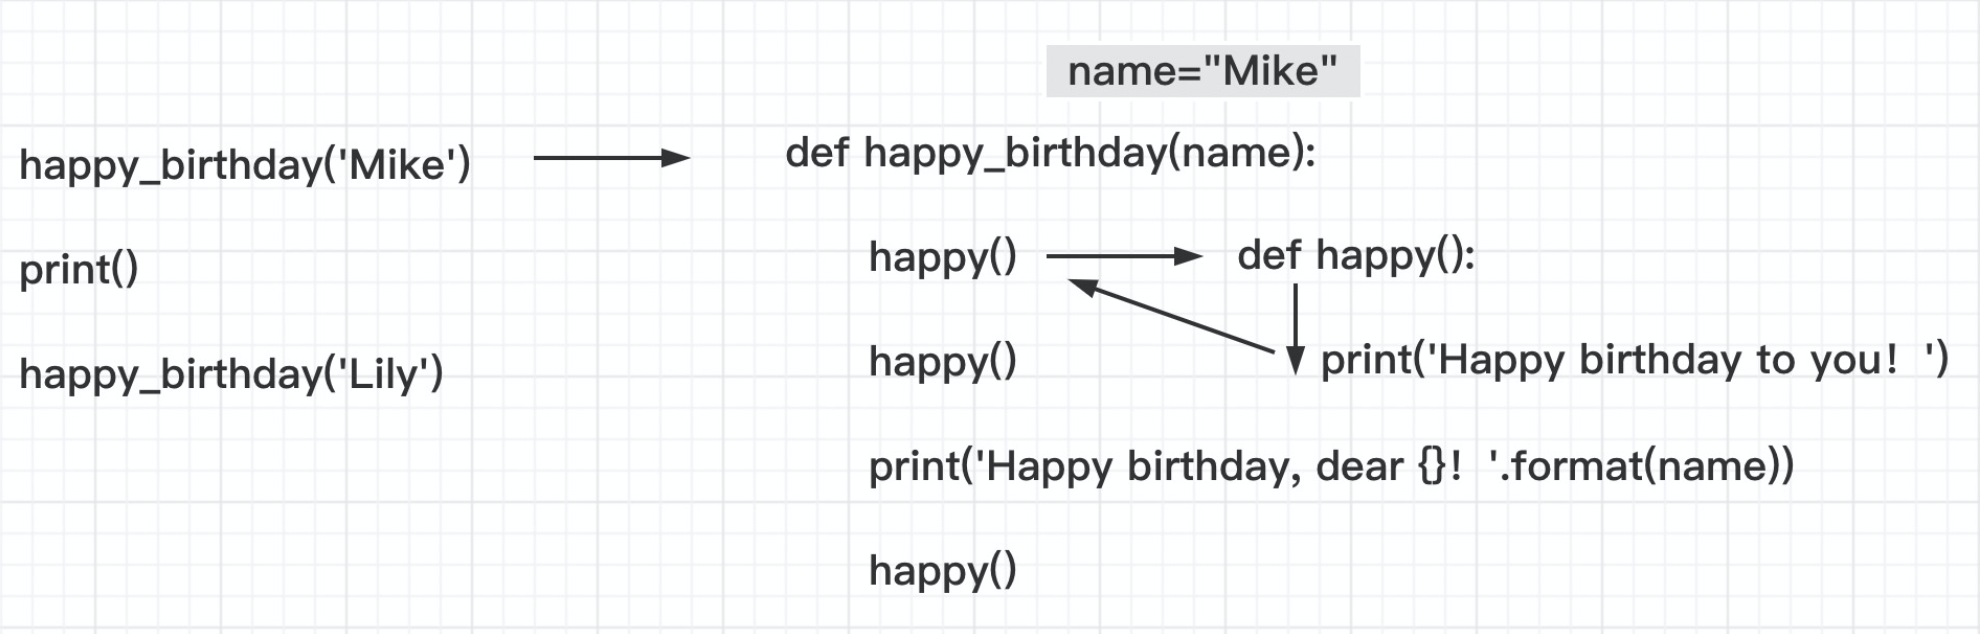 name="Mike"
happy_birthday('Mike')
def happy_birthday(name):
happy()
def happy():
print()
happy()
print('Happy birthday to you！')
happy_birthday('Lily')
print('Happy birthday, dear {}！'.format(name))
happy()